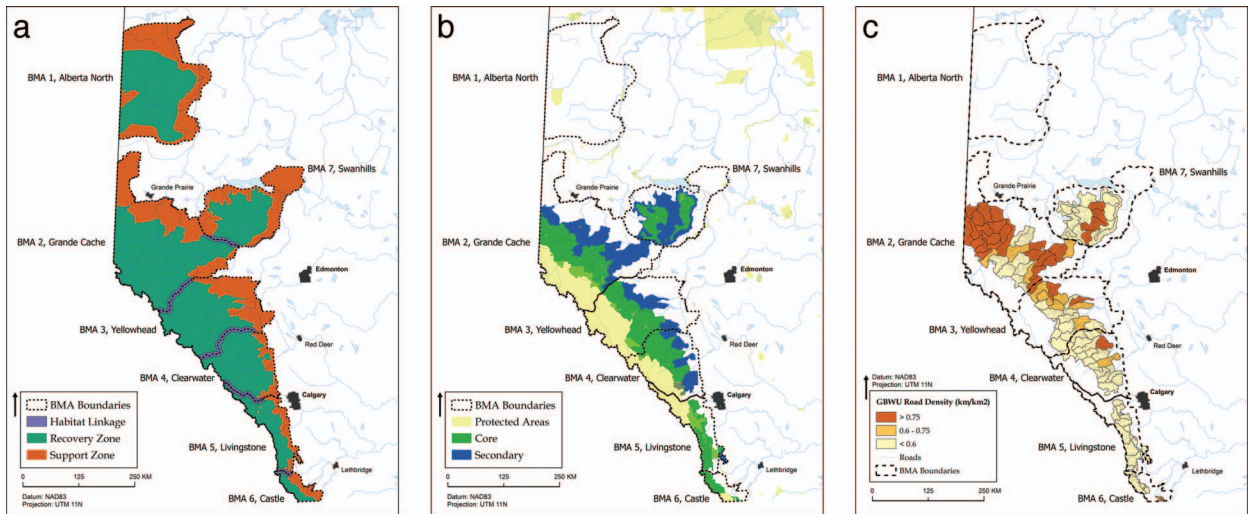 a
BMA 1, Alberta North
BMA 7, Swanhills
Grande Prairie
BMA 2, Grande Cache
Edmonton
BMA 3, Yellowhead
Red Deer
BMA 4, Clearwater
Calgary
BMA Boundaries
Habitat Linkage
Recovery Zone
Support Zone
BMA 5, Livingstone
Lethbridge
0 125 250 KM
Datum: NAD83
Projection: UTM 11N
BMA 6, Castle
b
BMA 1, Alberta North
BMA 7, Swanhills
Grande Prairie
BMA 2, Grande Cache
Edmonton
BMA 3, Yellowhead
Red Deer
BMA 4, Clearwater
Calgary
BMA Boundaries
Protected Areas
Core
Secondary
BMA 5, Livingstone
Lethbridge
0 125 250 KM
Datum: NAD83
Projection: UTM 11N
BMA 6, Castle
c
BMA 1, Alberta North
BMA 7, Swanhills
Grande Prairie
BMA 2, Grande Cache
Edmonton
BMA 3, Yellowhead
Red Deer
BMA 4, Clearwater
Datum: NAD83
Projection: UTM 11N
Calgary
GBWU Road Density (km/km2)
> 0.75
0.6 - 0.75
< 0.6
Roads
BMA Boundaries
BMA 5, Livingstone
Lethbridge
0 125 250 KM
BMA 6, Castle